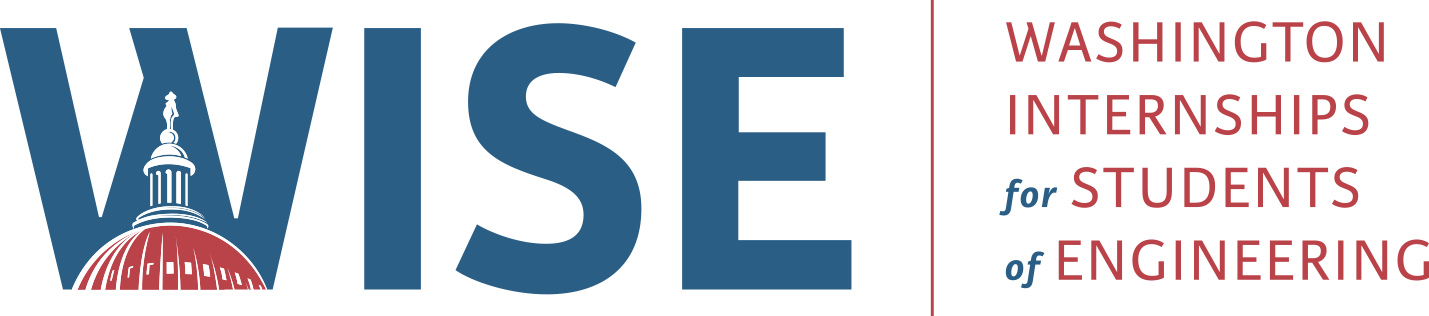 WISE
WASHINGTON
INTERNSHIPS
for STUDENTS
of ENGINEERING